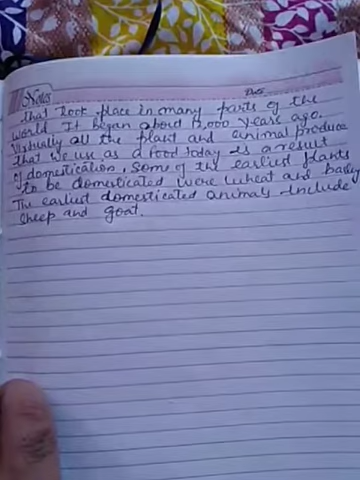 Notes
Date
that took place in many parts of the
world. It began about 12,000 years ago.
Virtually all the plant and animal produce
that we use as a food today is a result
of domestication. Some of the earliest plants
to be domesticated were wheat and barley
The earliest domesticated animals include
sheep and goat.